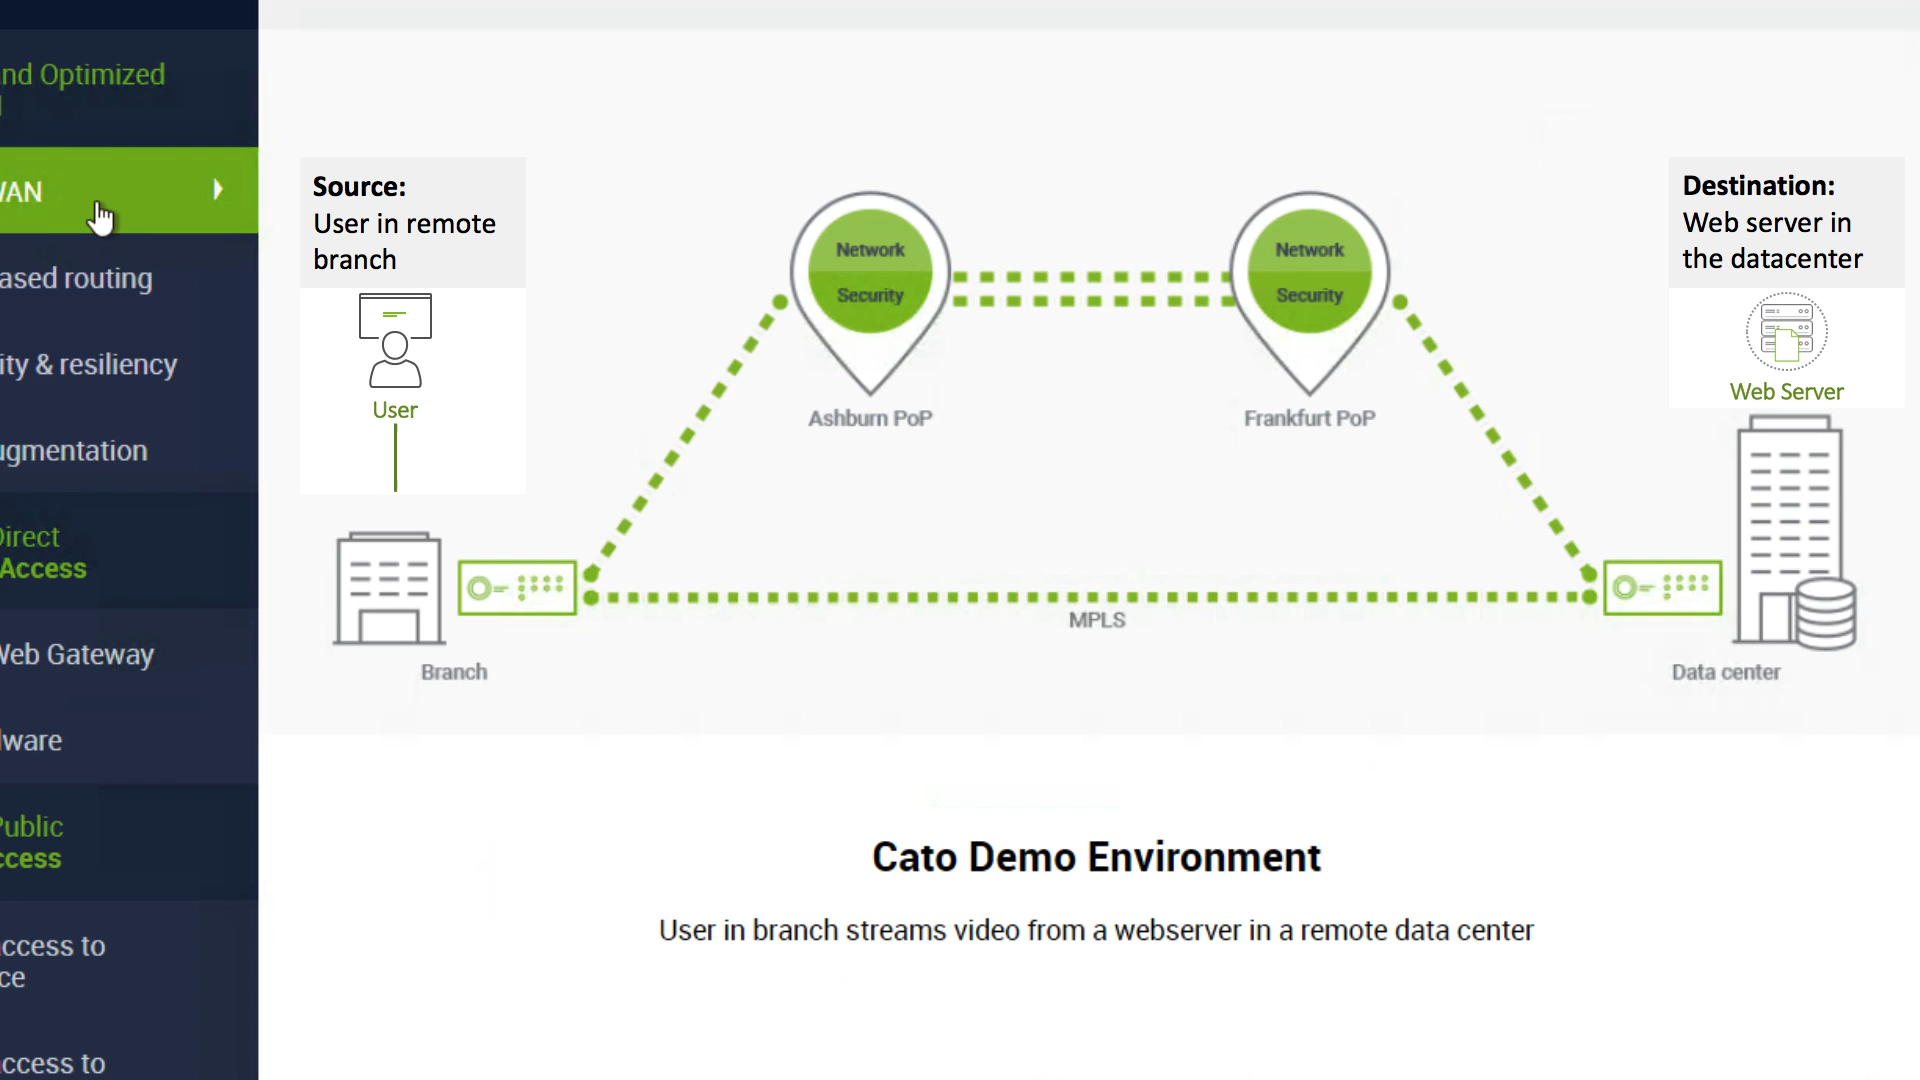 nd Optimized
WAN
ased routing
ity & resiliency
ugmentation
Direct
Access
Web Gateway
lware
Public
ccess
ccess to
ce
ccess to
Source:
User in remote
branch
User
Branch
Network
Security
Ashburn PoP
Network
Security
Frankfurt PoP
MPLS
Destination:
Web server in
the datacenter
Web Server
Data center
Cato Demo Environment
User in branch streams video from a webserver in a remote data center